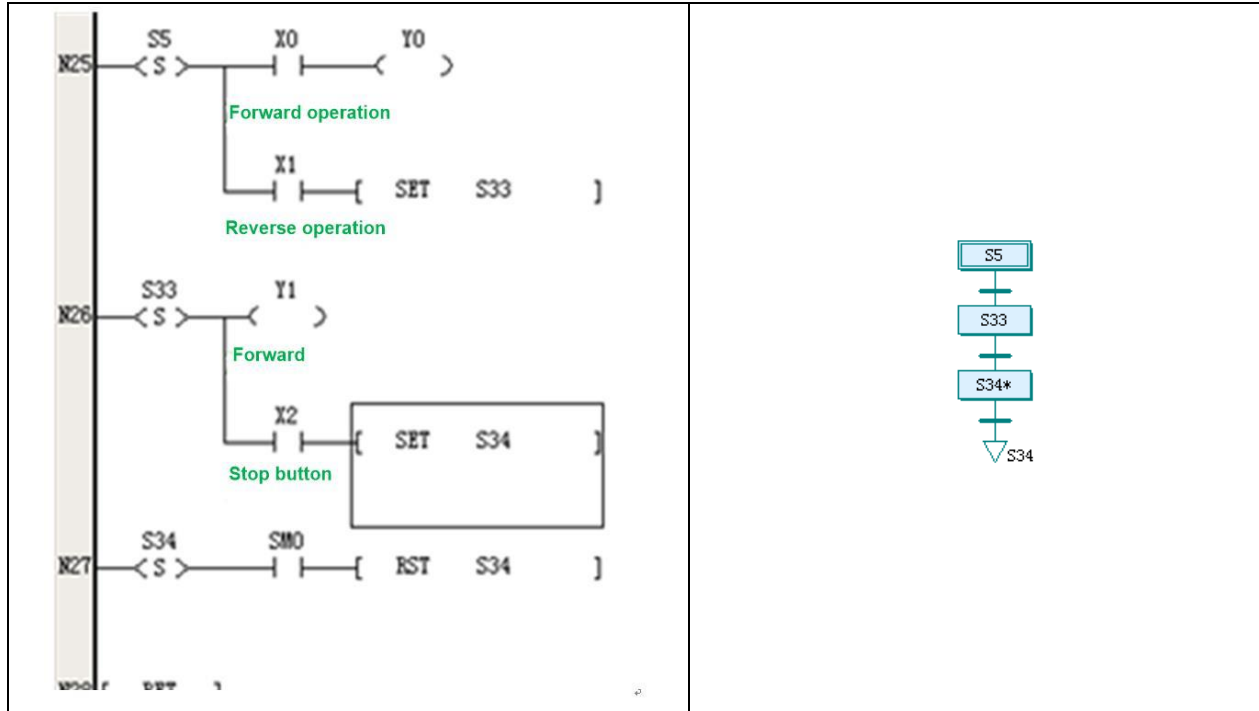 S5 X0 Y0
N25 S
Forward operation
X1
SET S33
Reverse operation
S33 Y1
N26 S
Forward
X2
SET S34
Stop button
S34 SM0
N27 S RST S34
S5
S33
S34*
S34